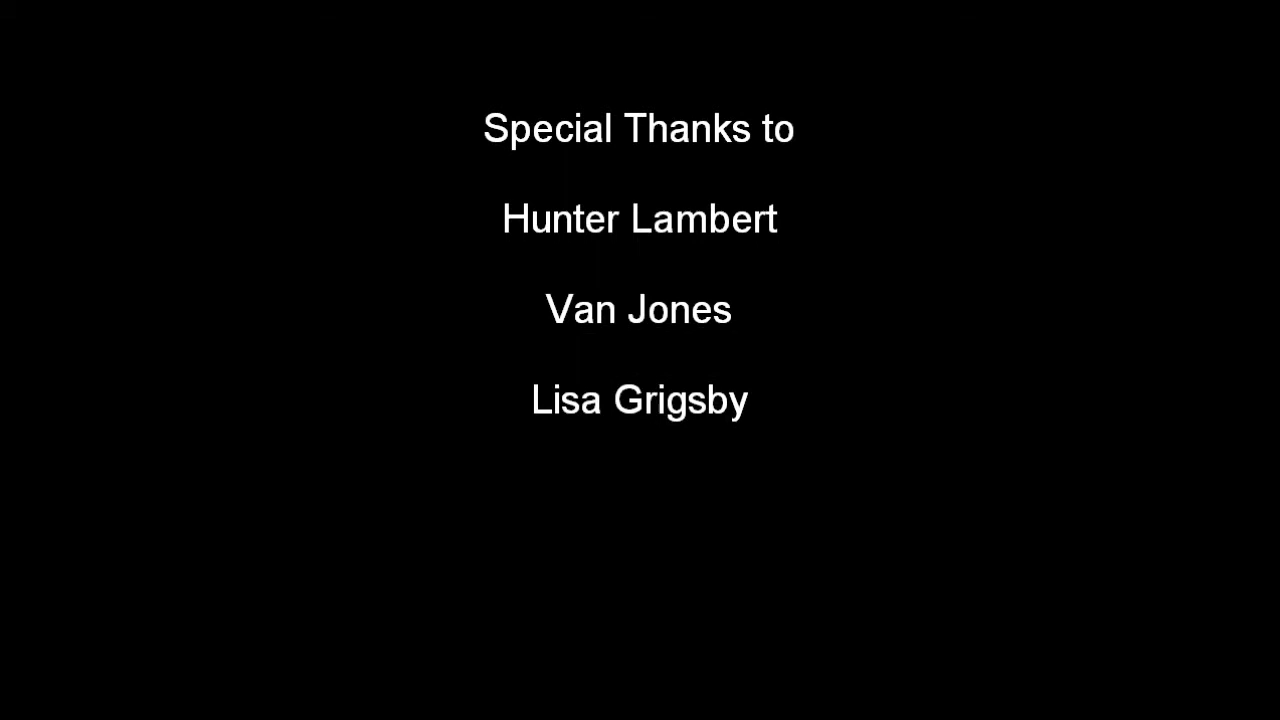 Special Thanks to
Hunter Lambert
Van Jones
Lisa Grigsby